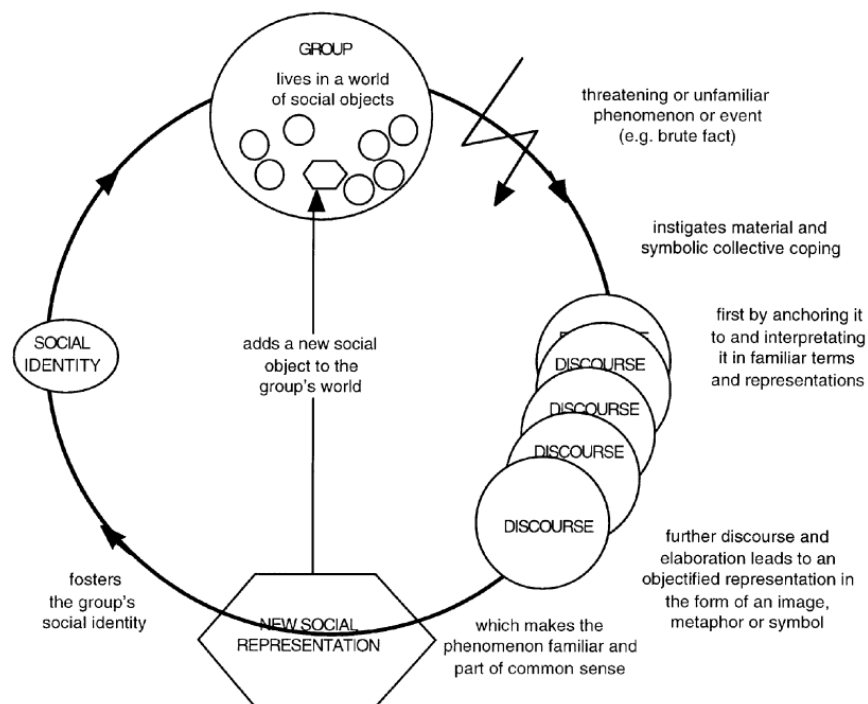 GROUP
lives in a world
of social objects
threatening or unfamiliar
phenomenon or event
(e.g. brute fact)
instigates material and
symbolic collective coping
first by anchoring it
to and interpretating
it in familiar terms
and representations
SOCIAL
IDENTITY
adds a new social
object to the
group's world
DISCOURSE
DISCOURSE
DISCOURSE
DISCOURSE
further discourse and
elaboration leads to an
objectified representation in
the form of an image,
metaphor or symbol
fosters
the group's
social identity
NEW SOCIAL
REPRESENTATION
which makes the
phenomenon familiar and
part of common sense